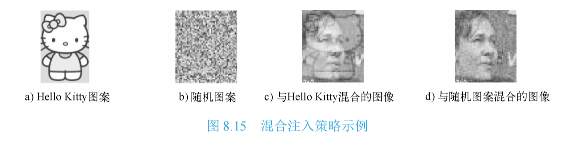 a) Hello Kitty图案
b) 随机图案
c) 与Hello Kitty混合的图像
d) 与随机图案混合的图像
图 8.15 混合注入策略示例